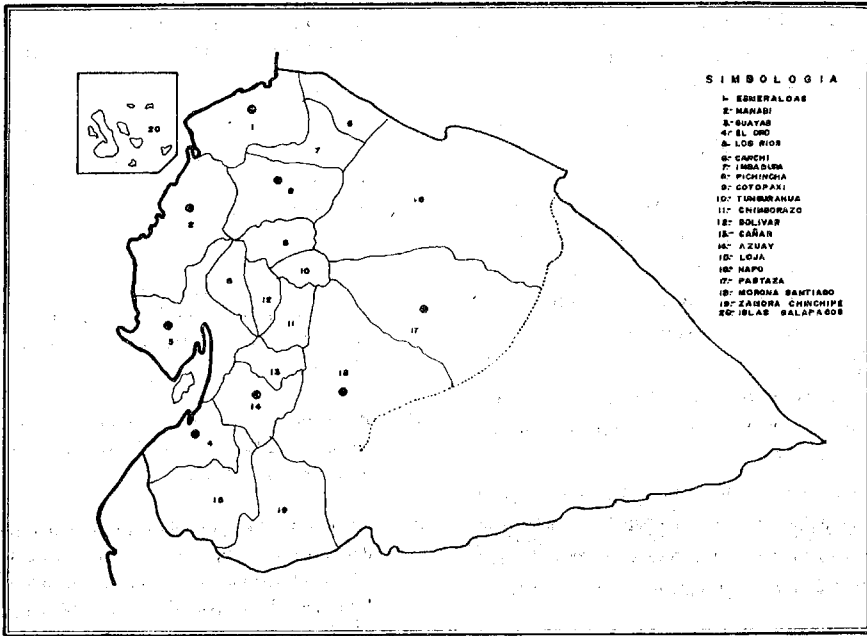 SIMBOLOGIA
1- ESMERALDAS
2- MANABI
3- GUAYAS
4- EL ORO
5- LOS RIOS
6- CARCHI
7- IMBABURA
8- PICHINCHA
9- COTOPAXI
10- TUNGURAHUA
11- CHIMBORAZO
12- BOLIVAR
13- CAÑAR
14- AZUAY
15- LOJA
16- NAPO
17- PASTAZA
18- MORONA SANTIAGO
19- ZAMORA CHINCHIPE
20- ISLAS GALAPAGOS
20
1
6
7
8
16
2
9
10
5
12
11
17
3
13
18
14
4
15
19